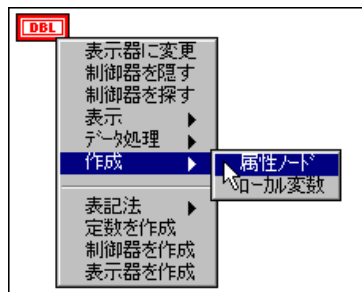 DBL
表示器に変更
制御器を隠す
制御器を探す
表示
データ処理
作成
属性ノード
ローカル変数
表記法
定数を作成
制御器を作成
表示器を作成